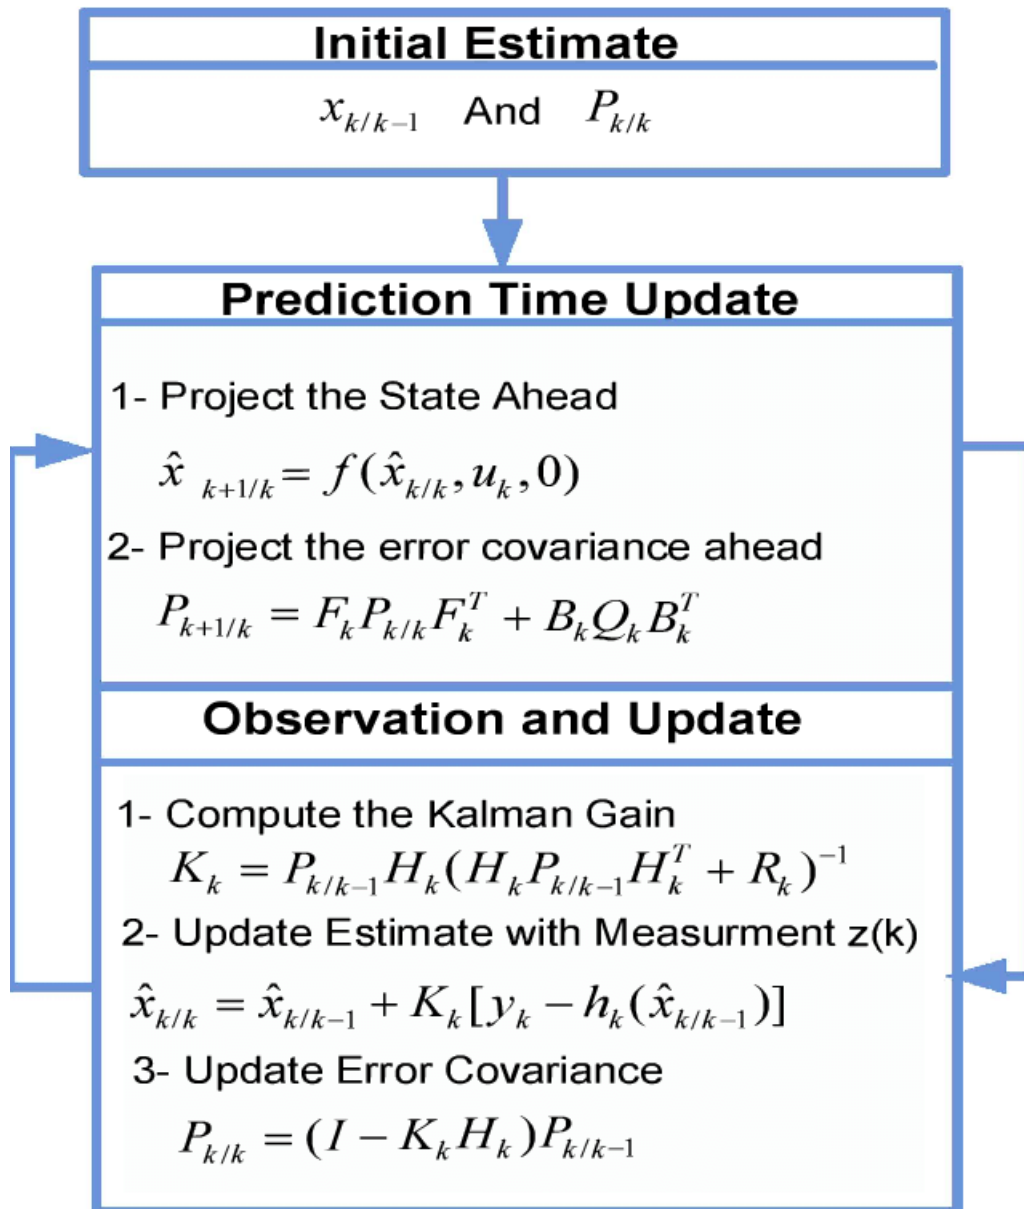 Initial Estimate
x_{k/k−1} And P_{k/k}
Prediction Time Update
1- Project the State Ahead
x̂_{k+1/k} = f(x̂_{k/k}, u_k, 0)
2- Project the error covariance ahead
P_{k+1/k} = F_k P_{k/k} F_k^T + B_k Q_k B_k^T
Observation and Update
1- Compute the Kalman Gain
K_k = P_{k/k−1} H_k (H_k P_{k/k−1} H_k^T + R_k)^{−1}
2- Update Estimate with Measurment z(k)
x̂_{k/k} = x̂_{k/k−1} + K_k [y_k − h_k (x̂_{k/k−1})]
3- Update Error Covariance
P_{k/k} = (I − K_k H_k) P_{k/k−1}